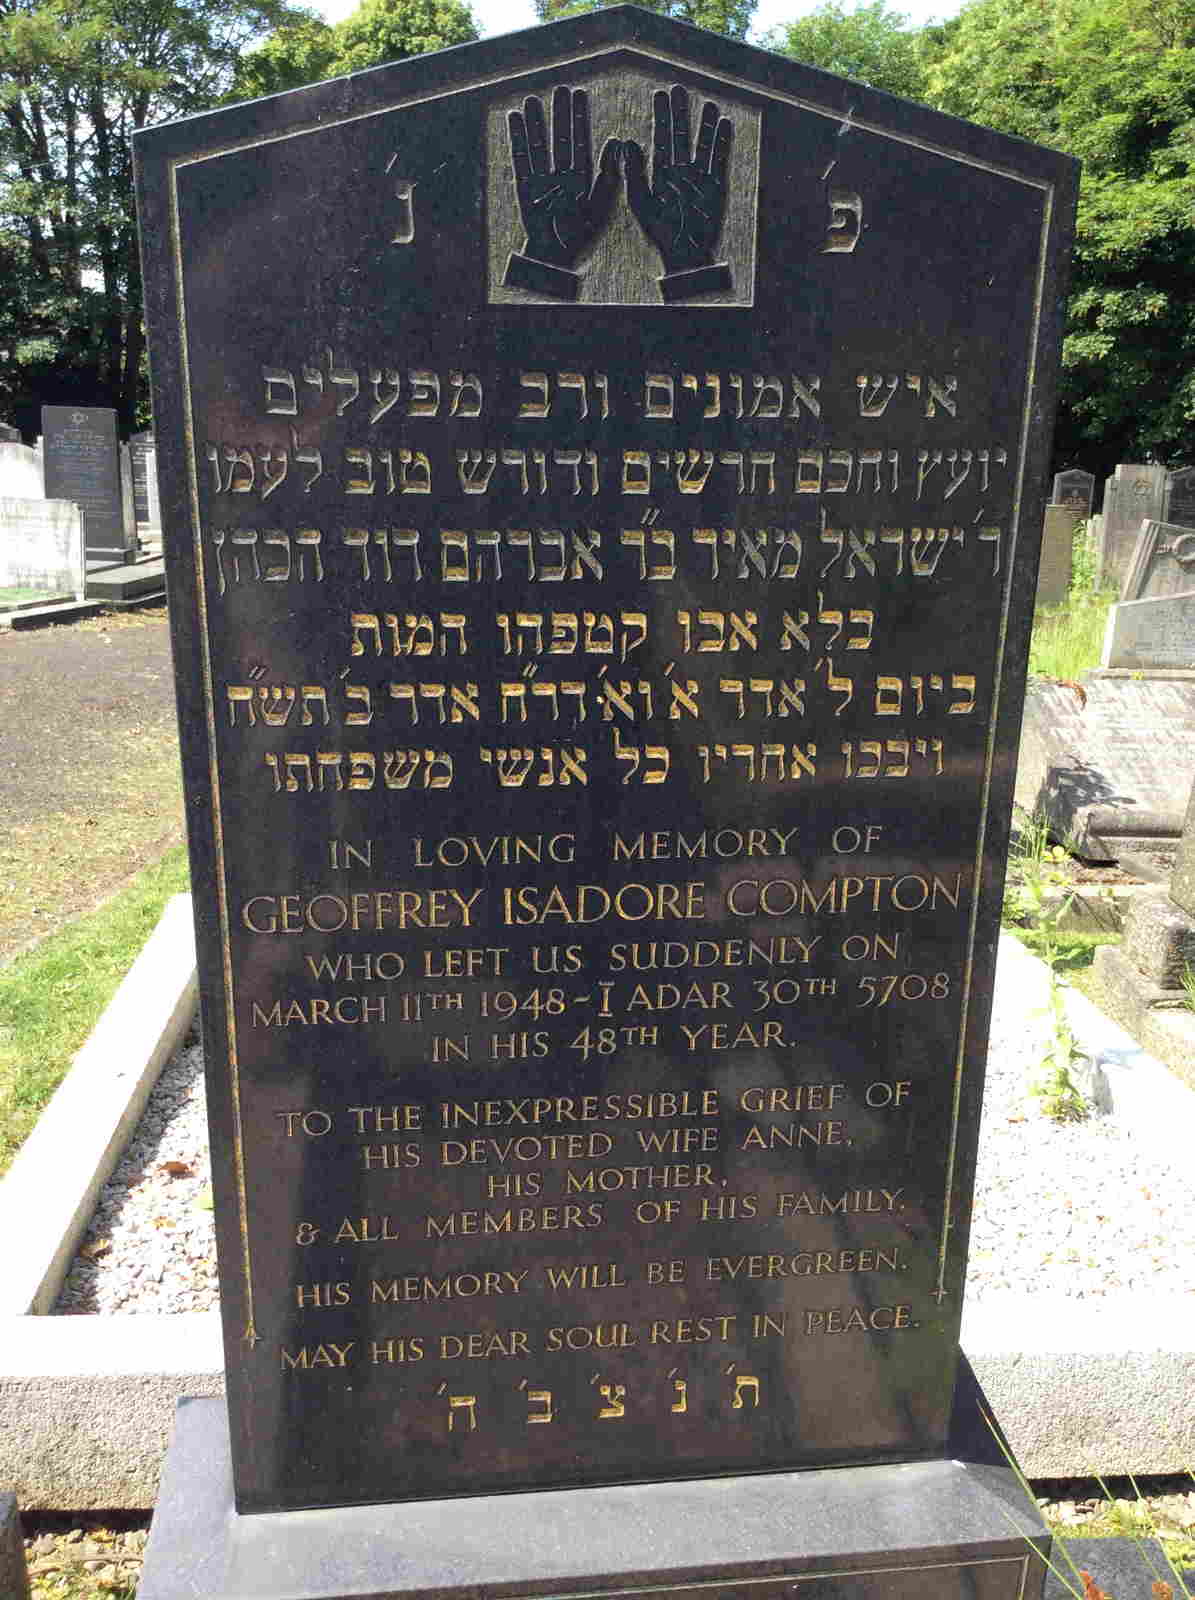 פ׳ נ׳
איש אמונים ורב מפעלים
יועץ וחכם חרשים ודורש טוב לעמו
ר׳ ישראל מאיר ב״ר אברהם דוד הכהן
בלא אבו קטפהו המות
ביום ל׳ אדר א׳ וא׳ דר״ח אדר ב׳ תש״ח
ויבכו אחריו כל אנשי משפחתו
IN LOVING MEMORY OF
GEOFFREY ISADORE COMPTON
WHO LEFT US SUDDENLY ON
MARCH 11TH 1948 - I ADAR 30TH 5708
IN HIS 48TH YEAR.
TO THE INEXPRESSIBLE GRIEF OF
HIS DEVOTED WIFE ANNE,
HIS MOTHER,
& ALL MEMBERS OF HIS FAMILY.
HIS MEMORY WILL BE EVERGREEN.
MAY HIS DEAR SOUL REST IN PEACE.
ת׳ נ׳ צ׳ ב׳ ה׳